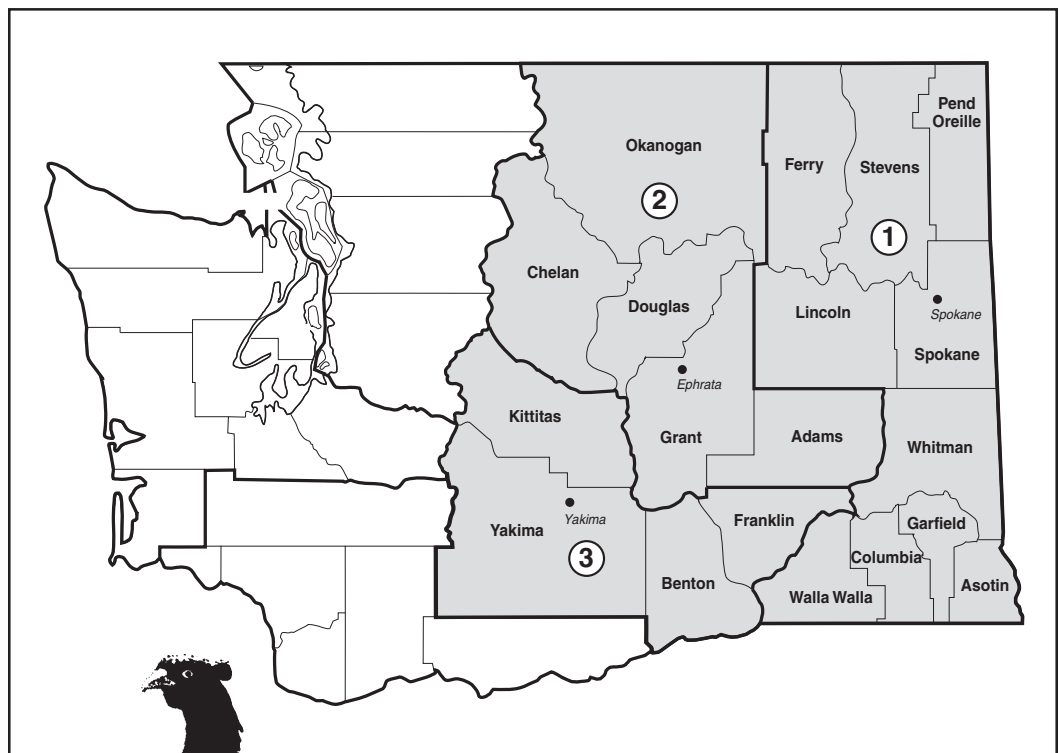 Pend
Oreille
Okanogan
Ferry
Stevens
2
1
Chelan
Douglas
Lincoln
Spokane
Spokane
Ephrata
Kittitas
Grant
Adams
Whitman
Yakima
Yakima
3
Franklin
Garfield
Columbia
Benton
Walla Walla
Asotin